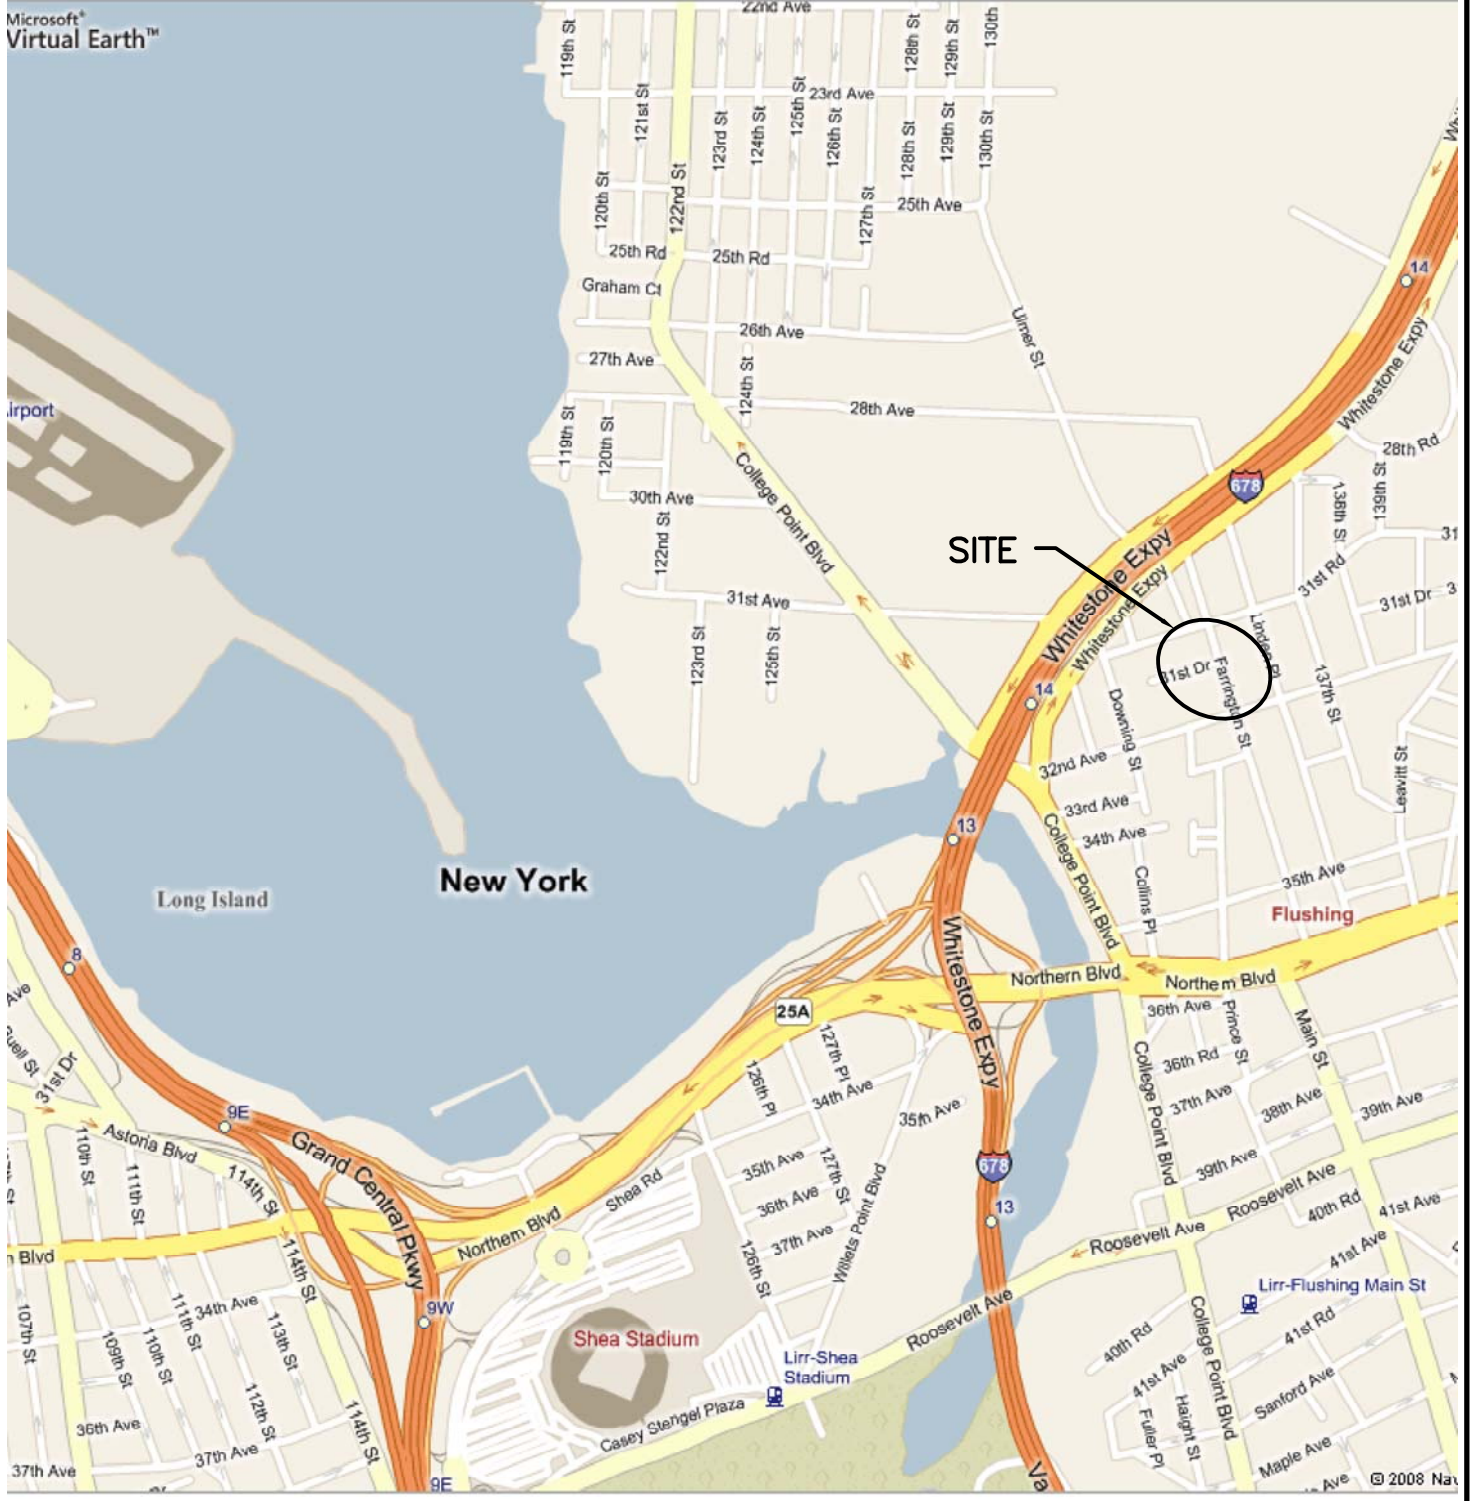 Microsoft®
Virtual Earth™
22nd Ave
119th St
128th St
129th St
130th
121st St
125th St
23rd Ave
123rd St
124th St
126th St
128th St
129th St
130th St
120th St
122nd St
127th St
25th Ave
25th Rd
25th Rd
Graham Ct
14
26th Ave
Ulmer St
Whitestone Expy
27th Ave
124th St
irport
28th Ave
119th St
120th St
28th Rd
College Point Blvd
678
138th St
139th St
30th Ave
122nd St
SITE
Whitestone Expy
Whitestone Expy
31
31st Rd
31st Ave
31st Dr
3
123rd St
125th St
Linden Pl
31st Dr
Farrington St
137th St
14
Downing St
32nd Ave
Leavitt St
33rd Ave
13
34th Ave
College Point Blvd
New York
Long Island
Collins Pl
35th Ave
Flushing
Whitestone Expy
8
Northern Blvd
Northern Blvd
Ave
25A
36th Ave
Prince St
Main St
uell St
31st Dr
127th Pl
126th Pl
34th Ave
36th Rd
College Point Blvd
37th Ave
38th Ave
39th Ave
35th Ave
9E
Astoria Blvd
Grand Central Pkwy
110th St
111th St
114th St
678
35th Ave
127th St
39th Ave
Shea Rd
36th Ave
Willets Point Blvd
13
Roosevelt Ave
40th Rd
41st Ave
Northern Blvd
37th Ave
126th St
Roosevelt Ave
41st Ave
Blvd
114th St
Lirr-Flushing Main St
107th St
34th Ave
111th St
113th St
9W
Roosevelt Ave
College Point Blvd
41st Rd
109th St
110th St
Shea Stadium
Lirr-Shea
Stadium
40th Rd
41st Ave
112th St
114th St
Haight St
Fuller Pl
Sanford Ave
36th Ave
Casey Stengel Plaza
37th Ave
37th Ave
9E
Va
Maple Ave
Ave
© 2008 Nav